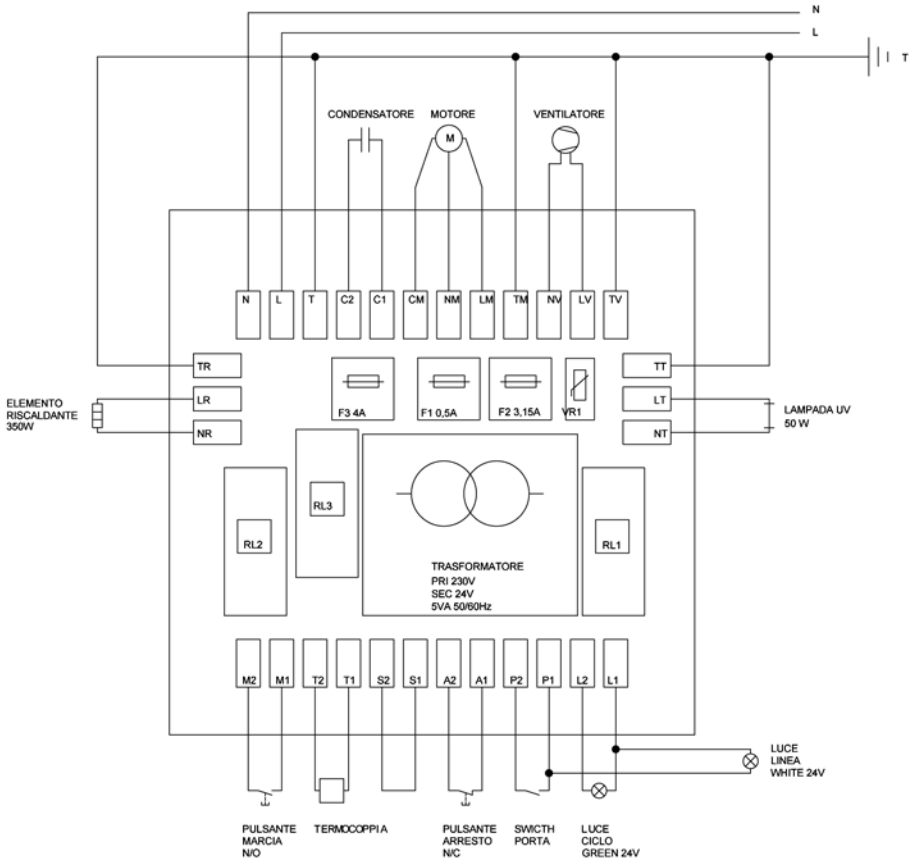 N
L
T
CONDENSATORE
MOTORE
VENTILATORE
M
N
L
T
C2
C1
CM
NM
LM
TM
NV
LV
TV
TR
LR
NR
TT
LT
NT
F3 4A
F1 0,5A
F2 3,15A
VR1
ELEMENTO
RISCALDANTE
350W
LAMPADA UV
50 W
RL2
RL3
RL1
TRASFORMATORE
PRI 230V
SEC 24V
5VA 50/60Hz
M2
M1
T2
T1
S2
S1
A2
A1
P2
P1
L2
L1
LUCE
LINEA
WHITE 24V
PULSANTE
MARCIA
N/O
TERMOCOPPIA
PULSANTE
ARRESTO
N/C
SWICTH
PORTA
LUCE
CICLO
GREEN 24V